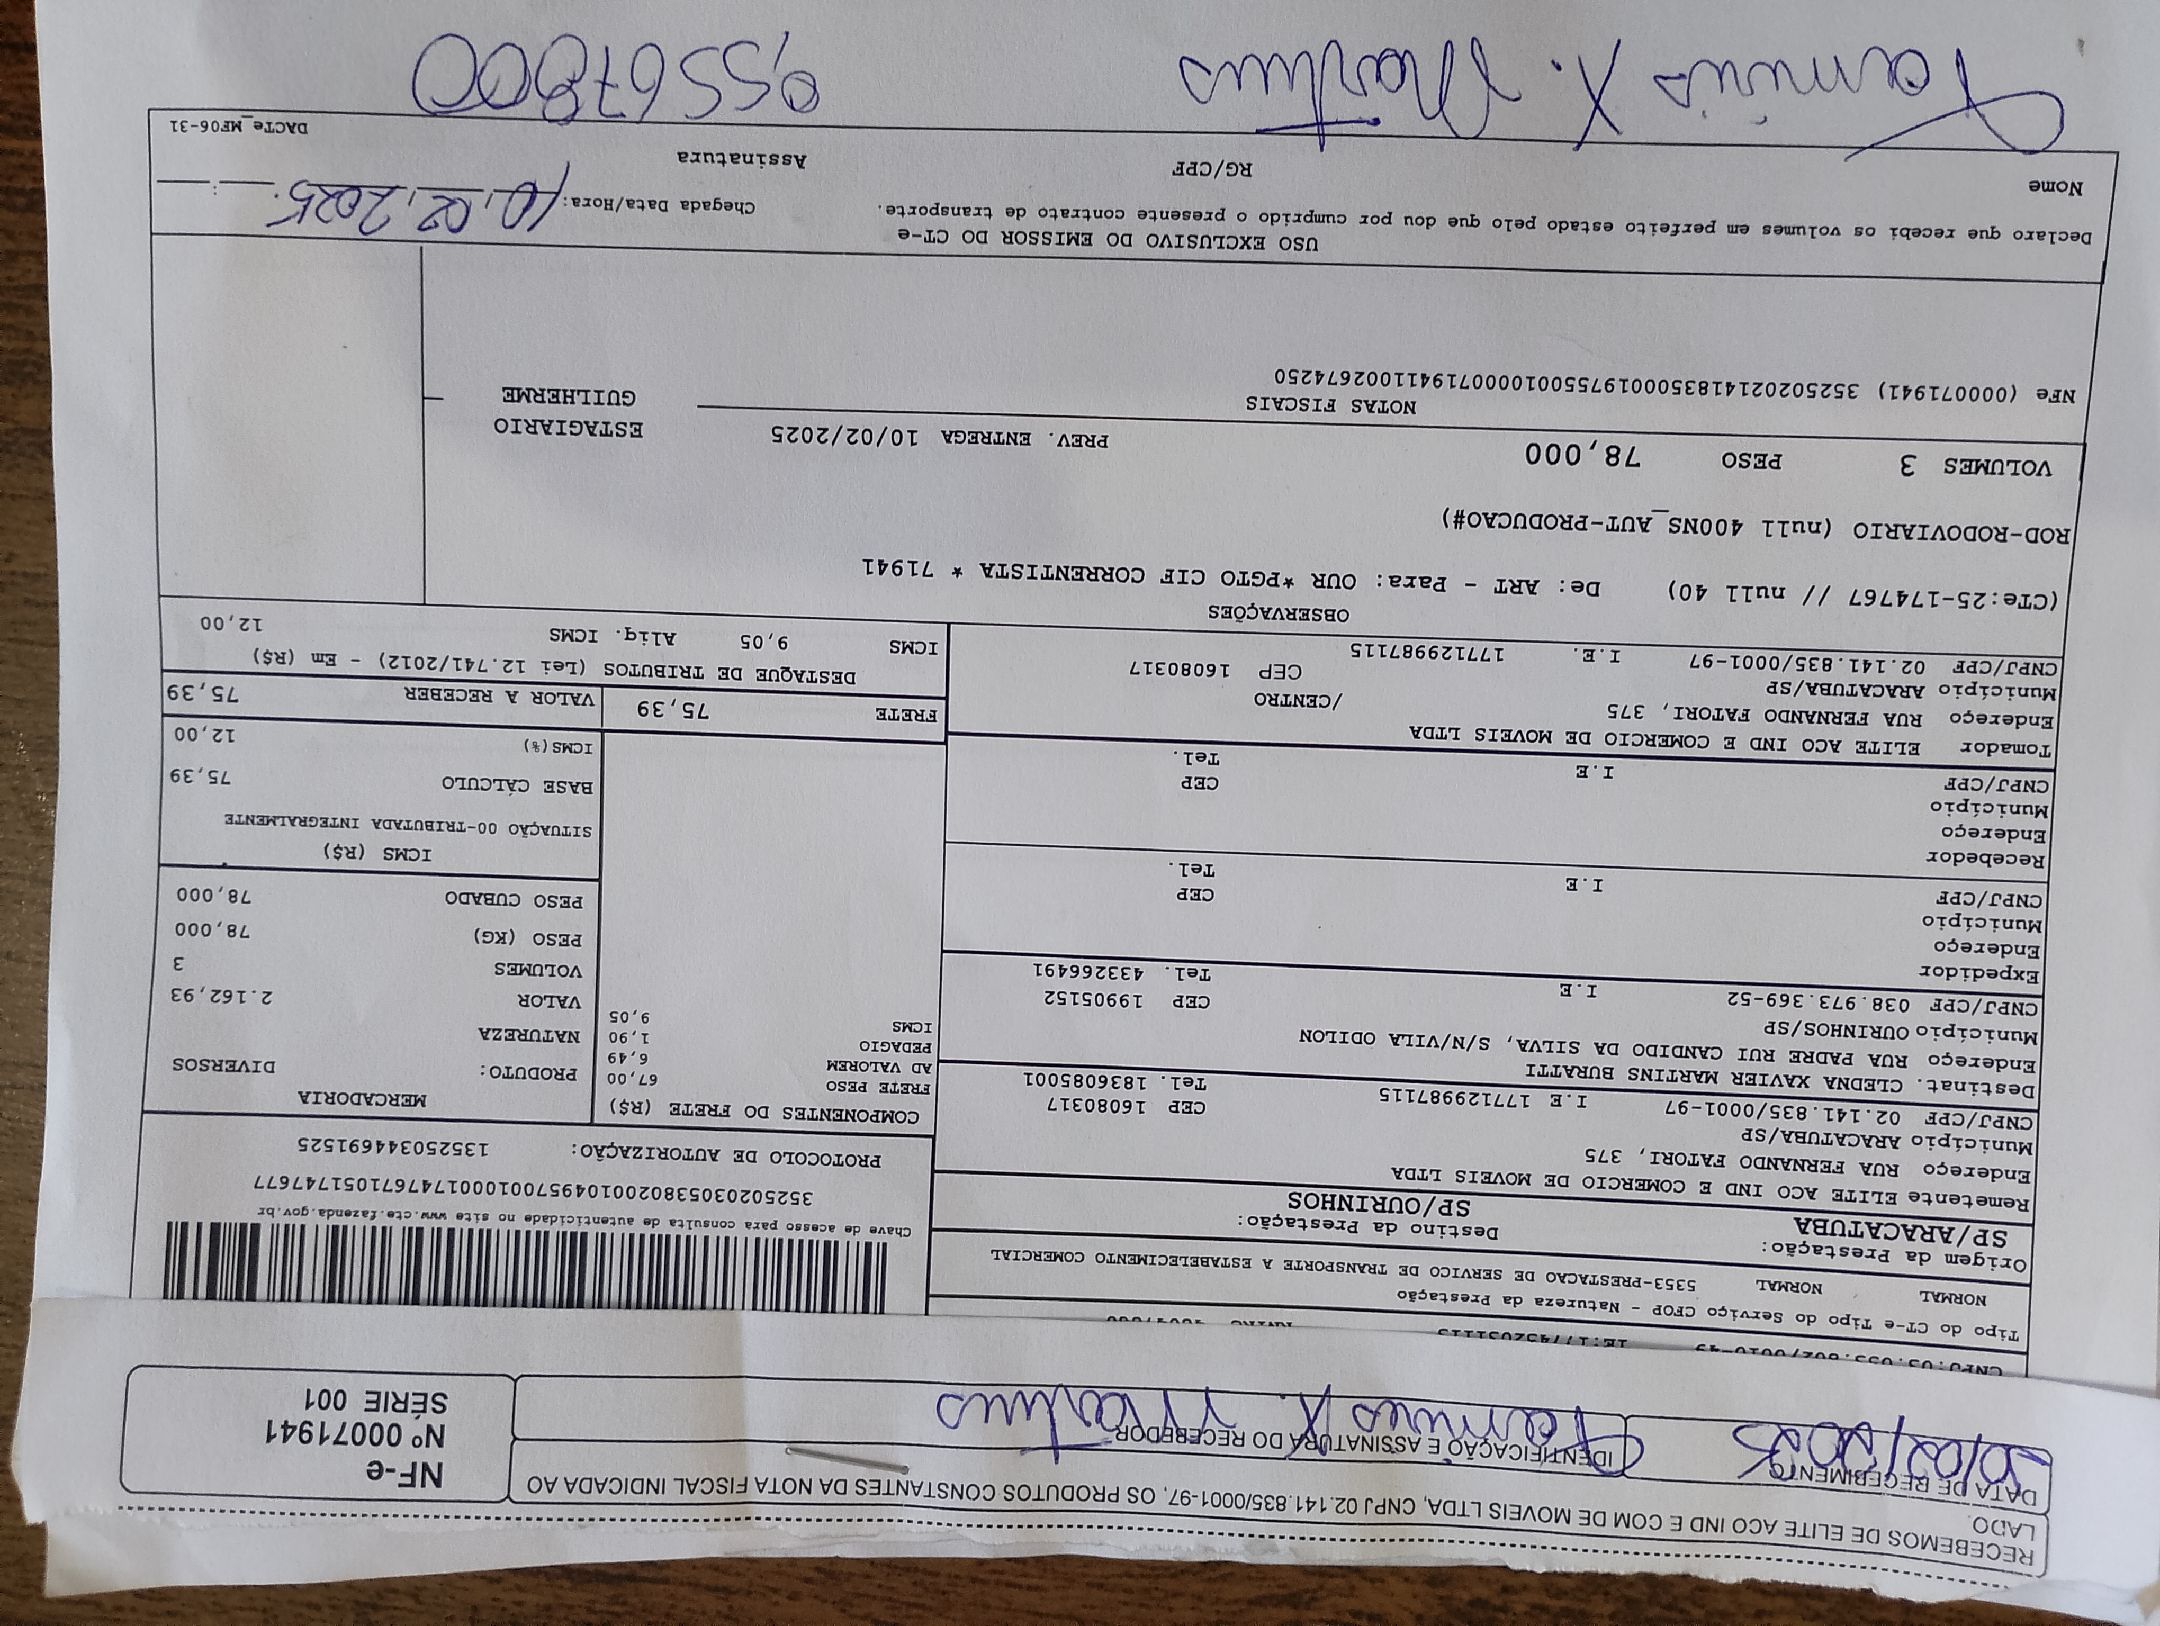 RECEBEMOS DE ELITE ACO IND E COM DE MOVEIS LTDA, CNPJ 02.141.835/0001-97, OS PRODUTOS CONSTANTES DA NOTA FISCAL INDICADA AO
LADO
DATA DE RECEBIMENTO
IDENTIFICAÇÃO E ASSINATURA DO RECEBEDOR
X. Martins
NF-e
Nº 00071941
SÉRIE 001
Tipo do CT-e Tipo do Serviço CFOP - Natureza da Prestação
NORMAL NORMAL 5353-PRESTACAO DE SERVICO DE TRANSPORTE A ESTABELECIMENTO COMERCIAL
Origem da Prestação: Destino da Prestação:
SP/ARACATUBA SP/OURINHOS
Remetente ELITE ACO IND E COMERCIO DE MOVEIS LTDA
Endereço RUA FERNANDO FATORI, 375
Município ARACATUBA/SP CEP 16080317
CNPJ/CPF 02.141.835/0001-97 I.E 177129987115 Tel. 1836085001
Destinat. CLEDNA XAVIER MARTINS BURATTI
Endereço RUA PADRE RUI CANDIDO DA SILVA, S/N/VILA ODILON
Município OURINHOS/SP CEP 19905152
CNPJ/CPF 038.973.369-52 I.E Tel. 433266491
Expedidor
Endereço
Município CEP
CNPJ/CPF I.E Tel.
Recebedor
Endereço
Município CEP
CNPJ/CPF I.E Tel.
Tomador ELITE ACO IND E COMERCIO DE MOVEIS LTDA
Endereço RUA FERNANDO FATORI, 375 /CENTRO
Município ARACATUBA/SP CEP 16080317
CNPJ/CPF 02.141.835/0001-97 I.E. 177129987115
Chave de acesso para consulta de autenticidade no site www.cte.fazenda.gov.br
35250203053802001049570010001747671051747677
PROTOCOLO DE AUTORIZAÇÃO: 135250344691525
COMPONENTES DO FRETE (R$)
FRETE PESO 67,00
AD VALOREM 6,49
PEDAGIO 1,90
ICMS 9,05
MERCADORIA
PRODUTO: DIVERSOS
NATUREZA
VALOR 2.162,93
VOLUMES 3
PESO (KG) 78,000
PESO CUBADO 78,000
ICMS (R$)
SITUAÇÃO 00-TRIBUTADA INTEGRALMENTE
BASE CÁLCULO 75,39
ICMS(%) 12,00
FRETE 75,39
VALOR A RECEBER 75,39
DESTAQUE DE TRIBUTOS (Lei 12.741/2012) - Em (R$)
ICMS 9,05 Aliq. ICMS 12,00
OBSERVAÇÕES
(CTe:25-174767 // null 40) De: ART - Para: OUR *PGTO CIF CORRENTISTA * 71941
ROD-RODOVIARIO (null 400NS_AUT-PRODUCAO#)
VOLUMES 3 PESO 78,000 PREV. ENTREGA 10/02/2025
ESTAGIARIO
GUILHERME
NOTAS FISCAIS
NFe (000071941) 35250202141835000197550010000719411002674250
USO EXCLUSIVO DO EMISSOR DO CT-e
Declaro que recebi os volumes em perfeito estado pelo que dou por cumprido o presente contrato de transporte.
Chegada Data/Hora: 10,02,2025
Nome RG/CPF Assinatura
DACTe_MF06-31
X. Martins